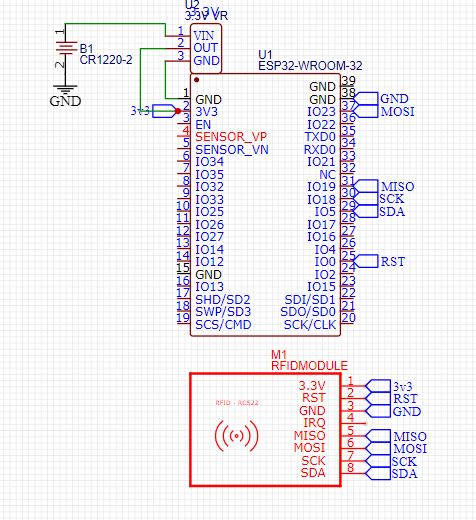 U2
3.3V
3.3V VR
1 VIN
2 OUT
3 GND
1
B1
CR1220-2
2
GND
U1
ESP32-WROOM-32
GND 39
1 GND
GND 38 GND
3v3 2 3V3
IO23 37 MOSI
3 EN
IO22 36
4 SENSOR_VP
TXD0 35
5 SENSOR_VN
RXD0 34
6 IO34
IO21 33
7 IO35
NC 32
8 IO32
IO19 31 MISO
9 IO33
IO18 30 SCK
10 IO25
IO5 29 SDA
11 IO26
IO17 28
12 IO27
IO16 27
13 IO14
IO4 26
14 IO12
IO0 25 RST
15 GND
IO2 24
16 IO13
IO15 23
17 SHD/SD2
SDI/SD1 22
18 SWP/SD3
SDO/SD0 21
19 SCS/CMD
SCK/CLK 20
M1
RFIDMODULE
RFID - RC522
3.3V 1 3v3
RST 2 RST
GND 3 GND
IRQ 4
MISO 5 MISO
MOSI 6 MOSI
SCK 7 SCK
SDA 8 SDA